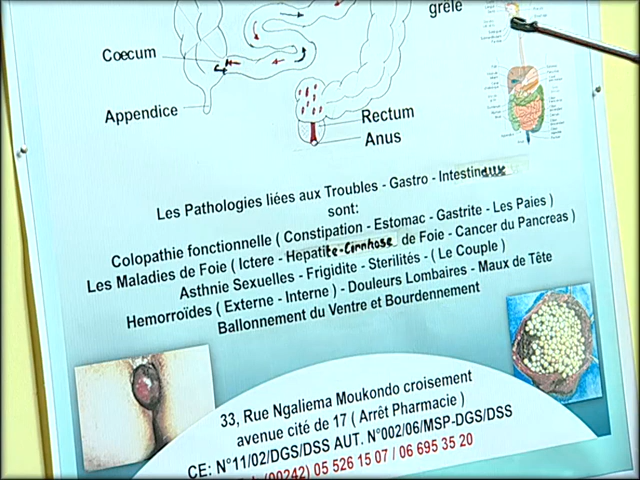 grêle
Coecum
Appendice
Rectum
Anus
Les Pathologies liées aux Troubles - Gastro - Intestinaux
sont:
Colopathie fonctionnelle ( Constipation - Estomac - Gastrite - Les Paies )
Les Maladies de Foie ( Ictere - Hepatite-Cirrhose de Foie - Cancer du Pancreas )
Asthnie Sexuelles - Frigidite - Sterilités - ( Le Couple )
Hemorroïdes ( Externe - Interne ) - Douleurs Lombaires - Maux de Tête
Ballonnement du Ventre et Bourdennement
33, Rue Ngaliema Moukondo croisement
avenue cité de 17 ( Arrêt Pharmacie )
CE: N°11/02/DGS/DSS AUT. N°002/06/MSP-DGS/DSS
(00242) 05 526 15 07 / 06 695 35 20